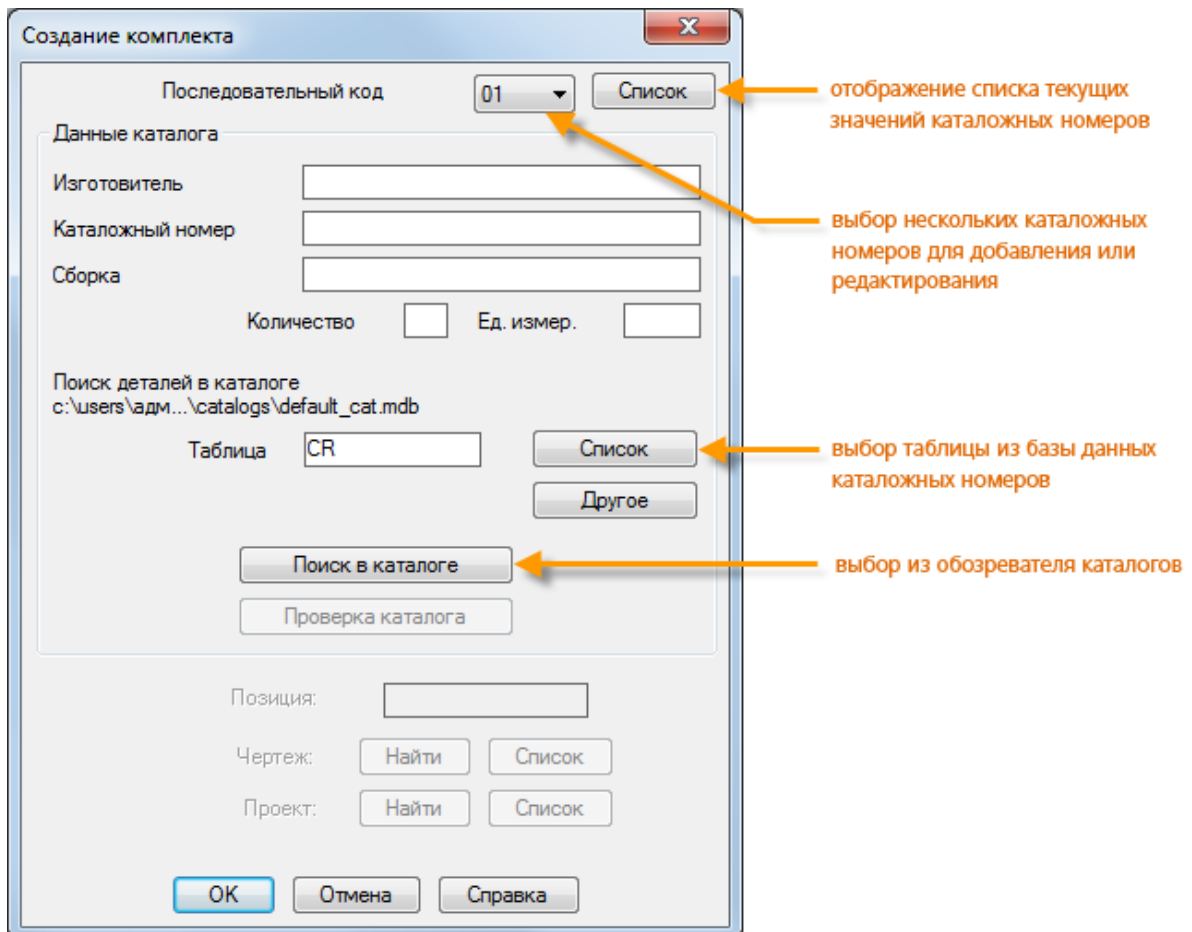 Создание комплекта
Последовательный код 01 Список
отображение списка текущих
значений каталожных номеров
Данные каталога
Изготовитель
Каталожный номер
выбор нескольких каталожных
номеров для добавления или
редактирования
Сборка
Количество Ед. измер.
Поиск деталей в каталоге
c:\users\адм...\catalogs\default_cat.mdb
Таблица CR Список
выбор таблицы из базы данных
каталожных номеров
Другое
Поиск в каталоге
выбор из обозревателя каталогов
Проверка каталога
Позиция:
Чертеж: Найти Список
Проект: Найти Список
OK Отмена Справка